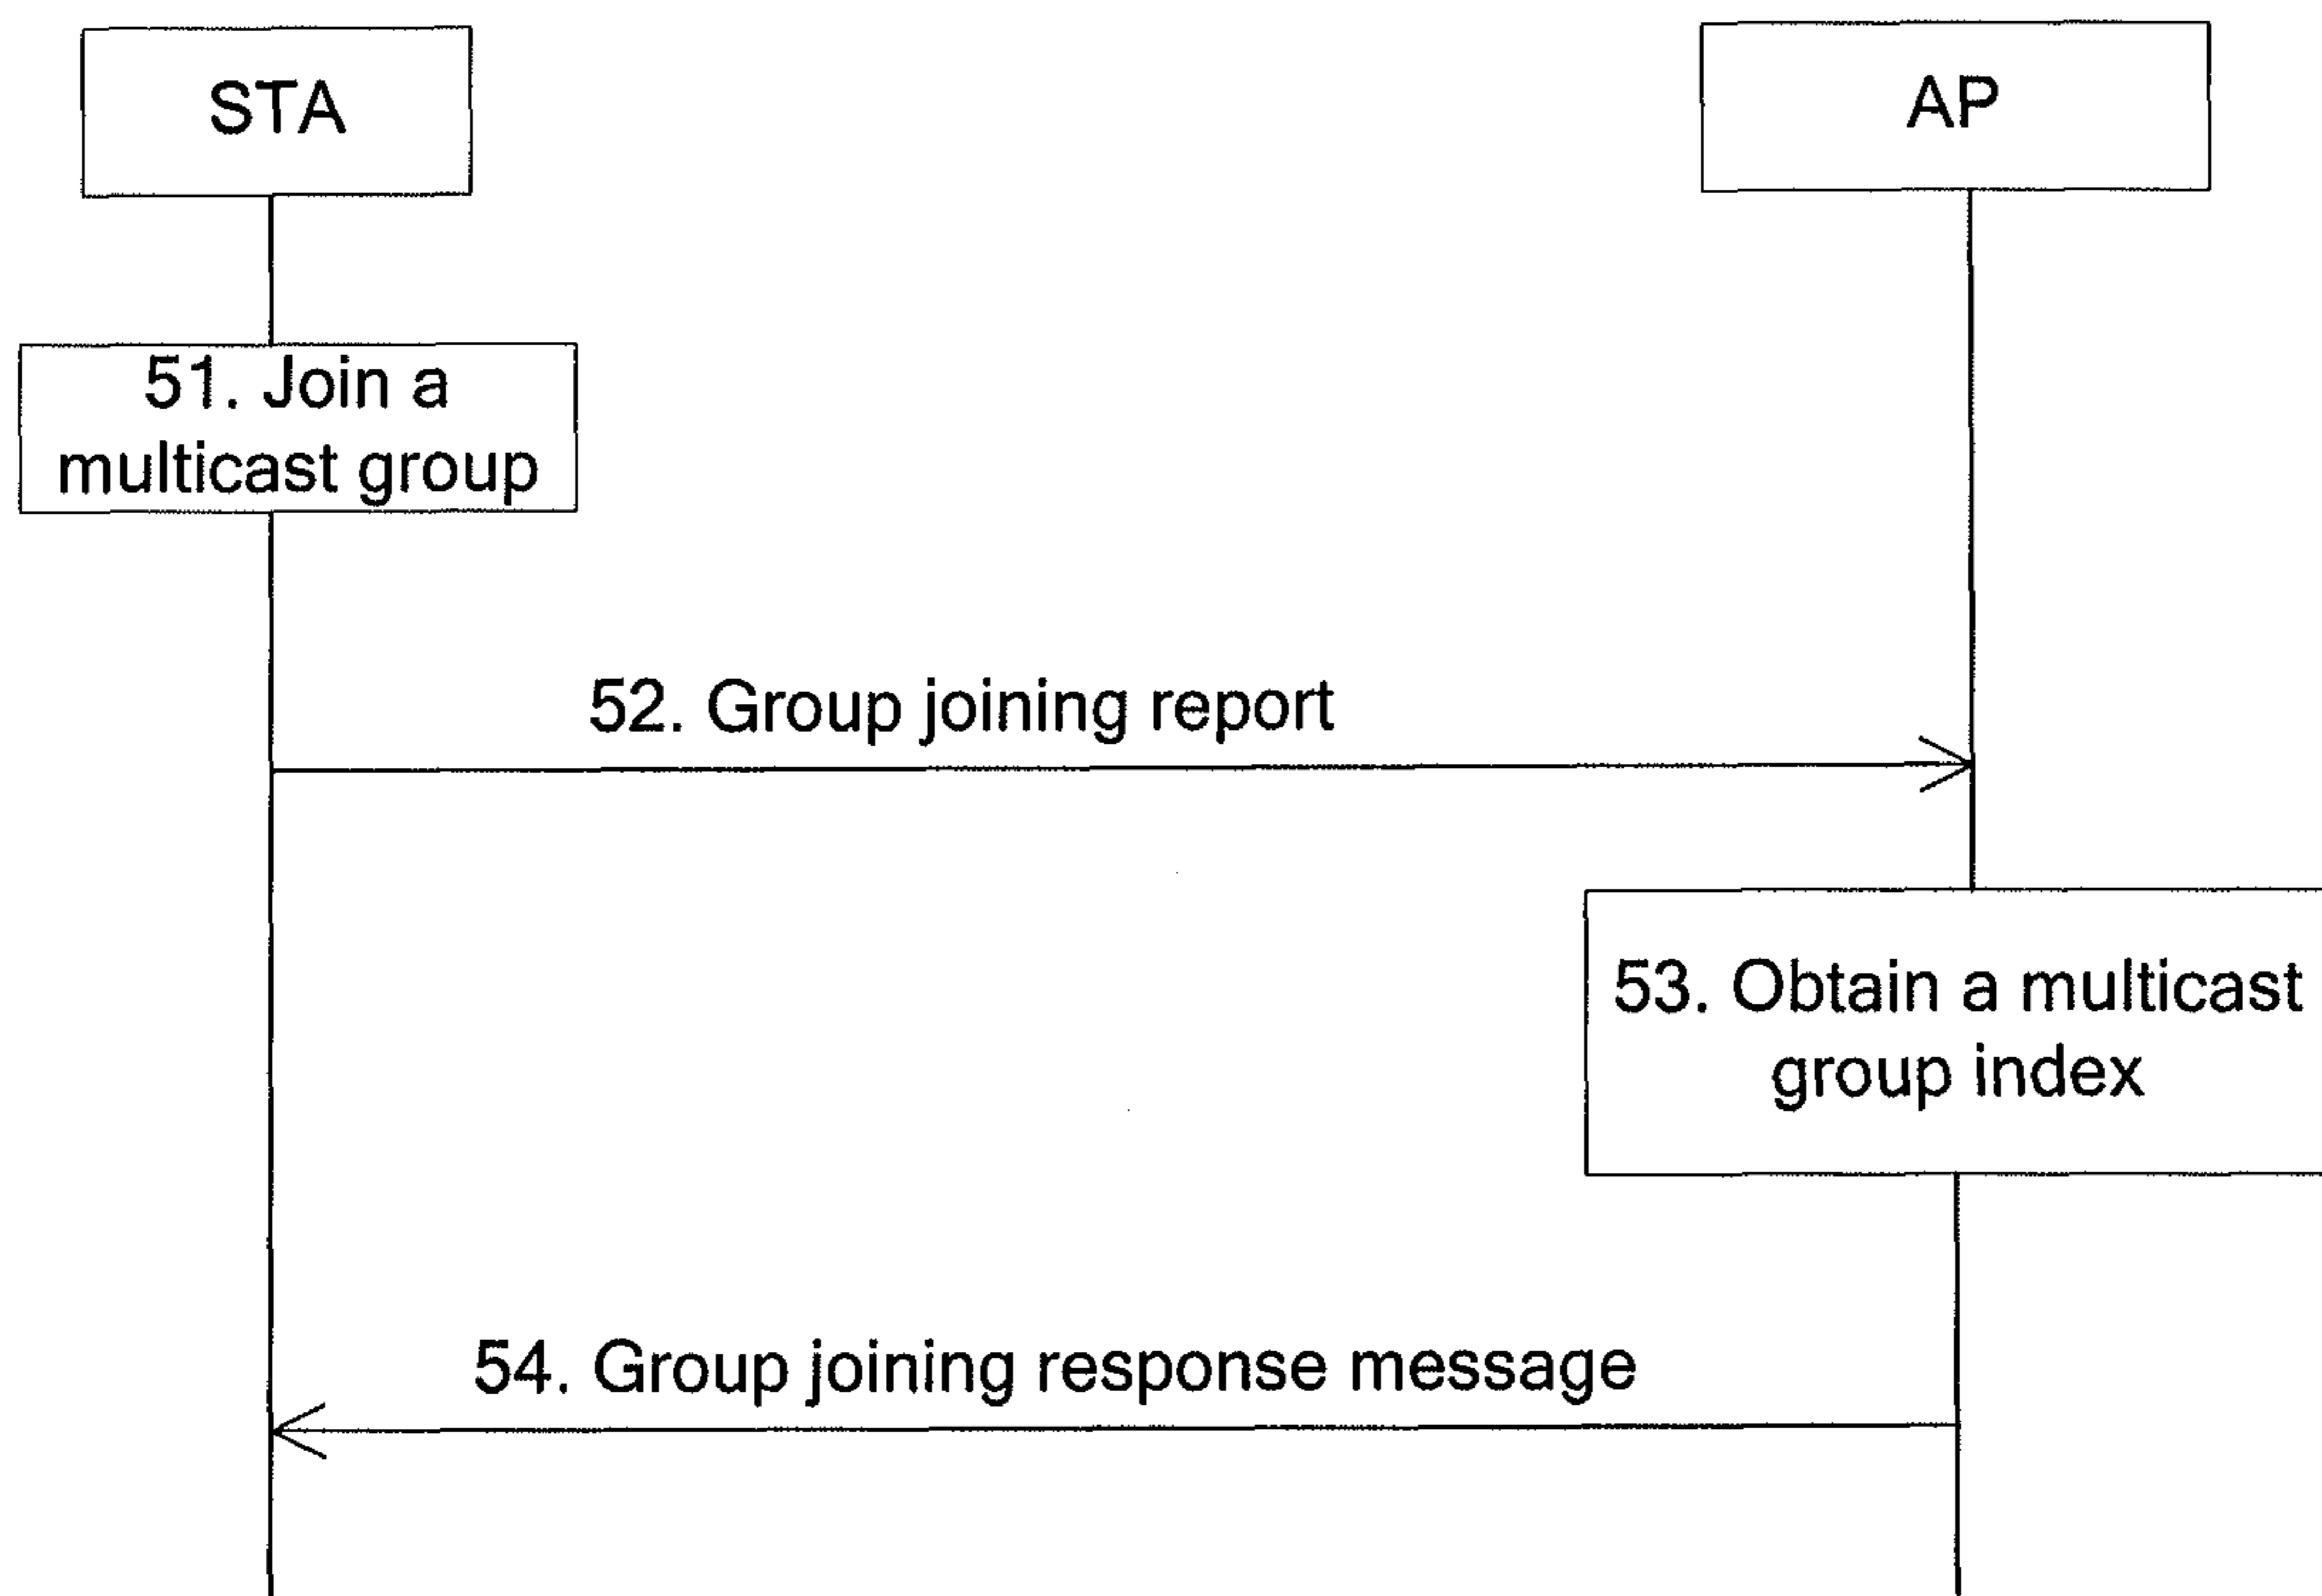 STA
AP
51. Join a
multicast group
52. Group joining report
53. Obtain a multicast
group index
54. Group joining response message